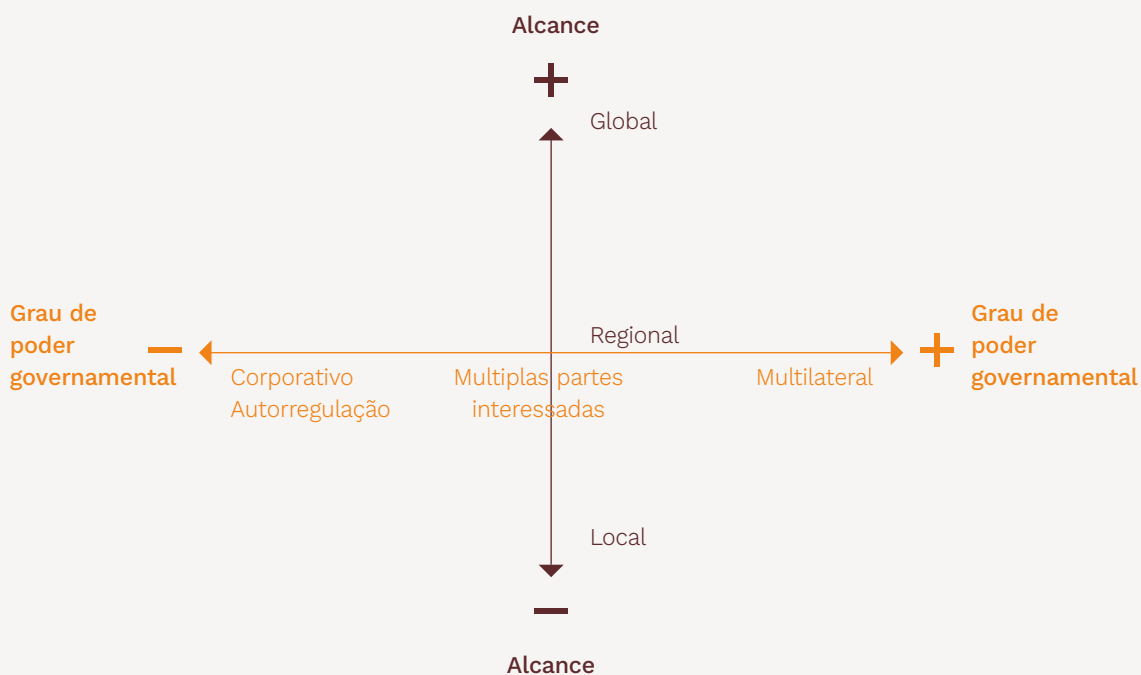 Alcance
+
Global
Regional
Grau de
poder
governamental
−
Corporativo
Autorregulação
Multiplas partes
interessadas
Multilateral
+
Grau de
poder
governamental
Local
−
Alcance